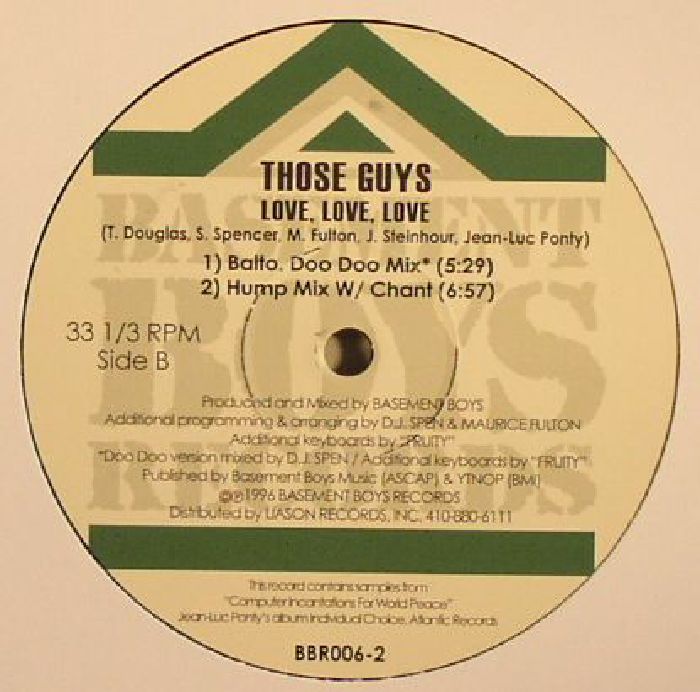 BASEMENT
BOYS
RECORDS
THOSE GUYS
LOVE, LOVE, LOVE
(T. Douglas, S. Spencer, M. Fulton, J. Steinhour, Jean-Luc Ponty)
1) Balto. Doo Doo Mix* (5:29)
2) Hump Mix W/ Chant (6:57)
33 1/3 RPM
Side B
Produced and Mixed by BASEMENT BOYS
Additional programming & arranging by D.J. SPEN & MAURICE FULTON
Additional keyboards by "FRUITY"
*Doo Doo version mixed by D.J. SPEN / Additional keyboards by "FRUITY"
Published by Basement Boys Music (ASCAP) & YTNOP (BMI)
©℗1996 BASEMENT BOYS RECORDS
Distributed by LIASON RECORDS, INC. 410-880-6111
This record contains samples from
"Computer Incantations For World Peace"
Jean-Luc Ponty's album Individual Choice, Atlantic Records
BBR006-2